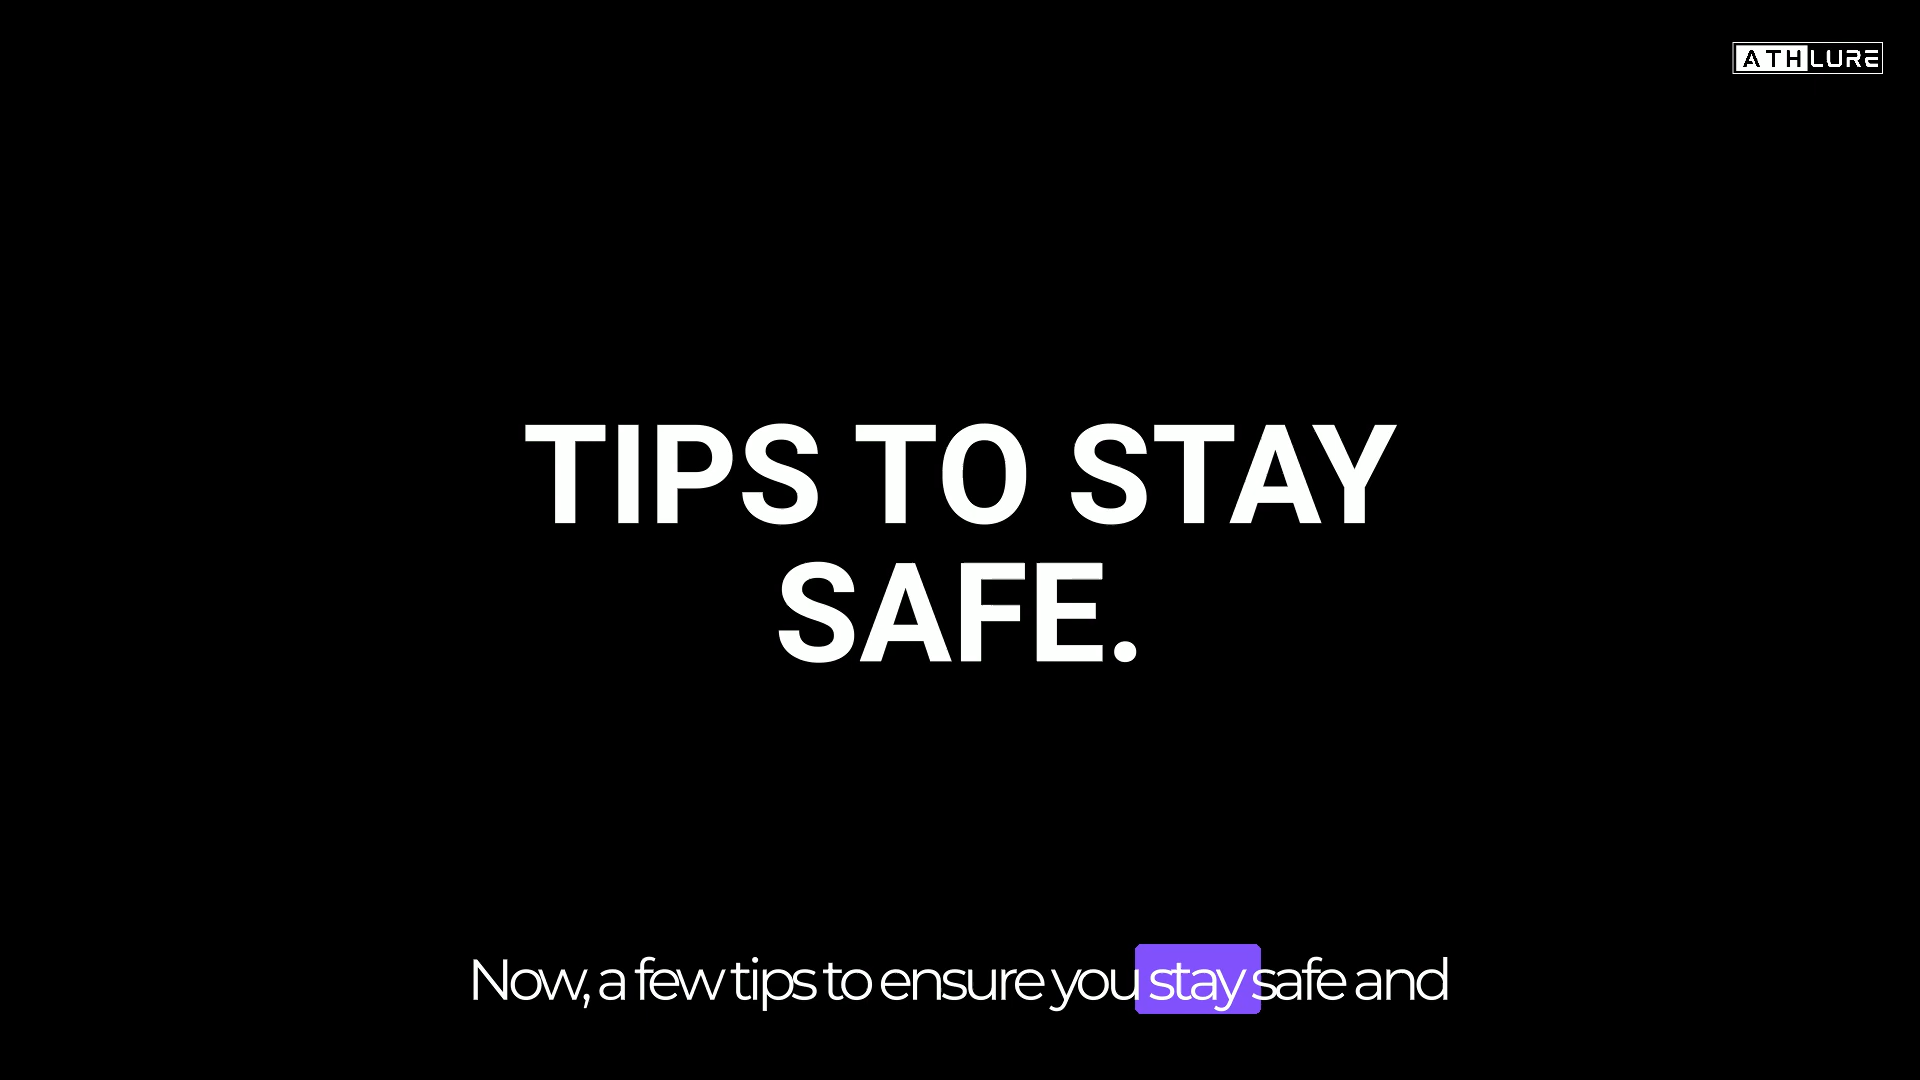 ATHLURE
TIPS TO STAY
SAFE.
Now, a few tips to ensure you stay safe and